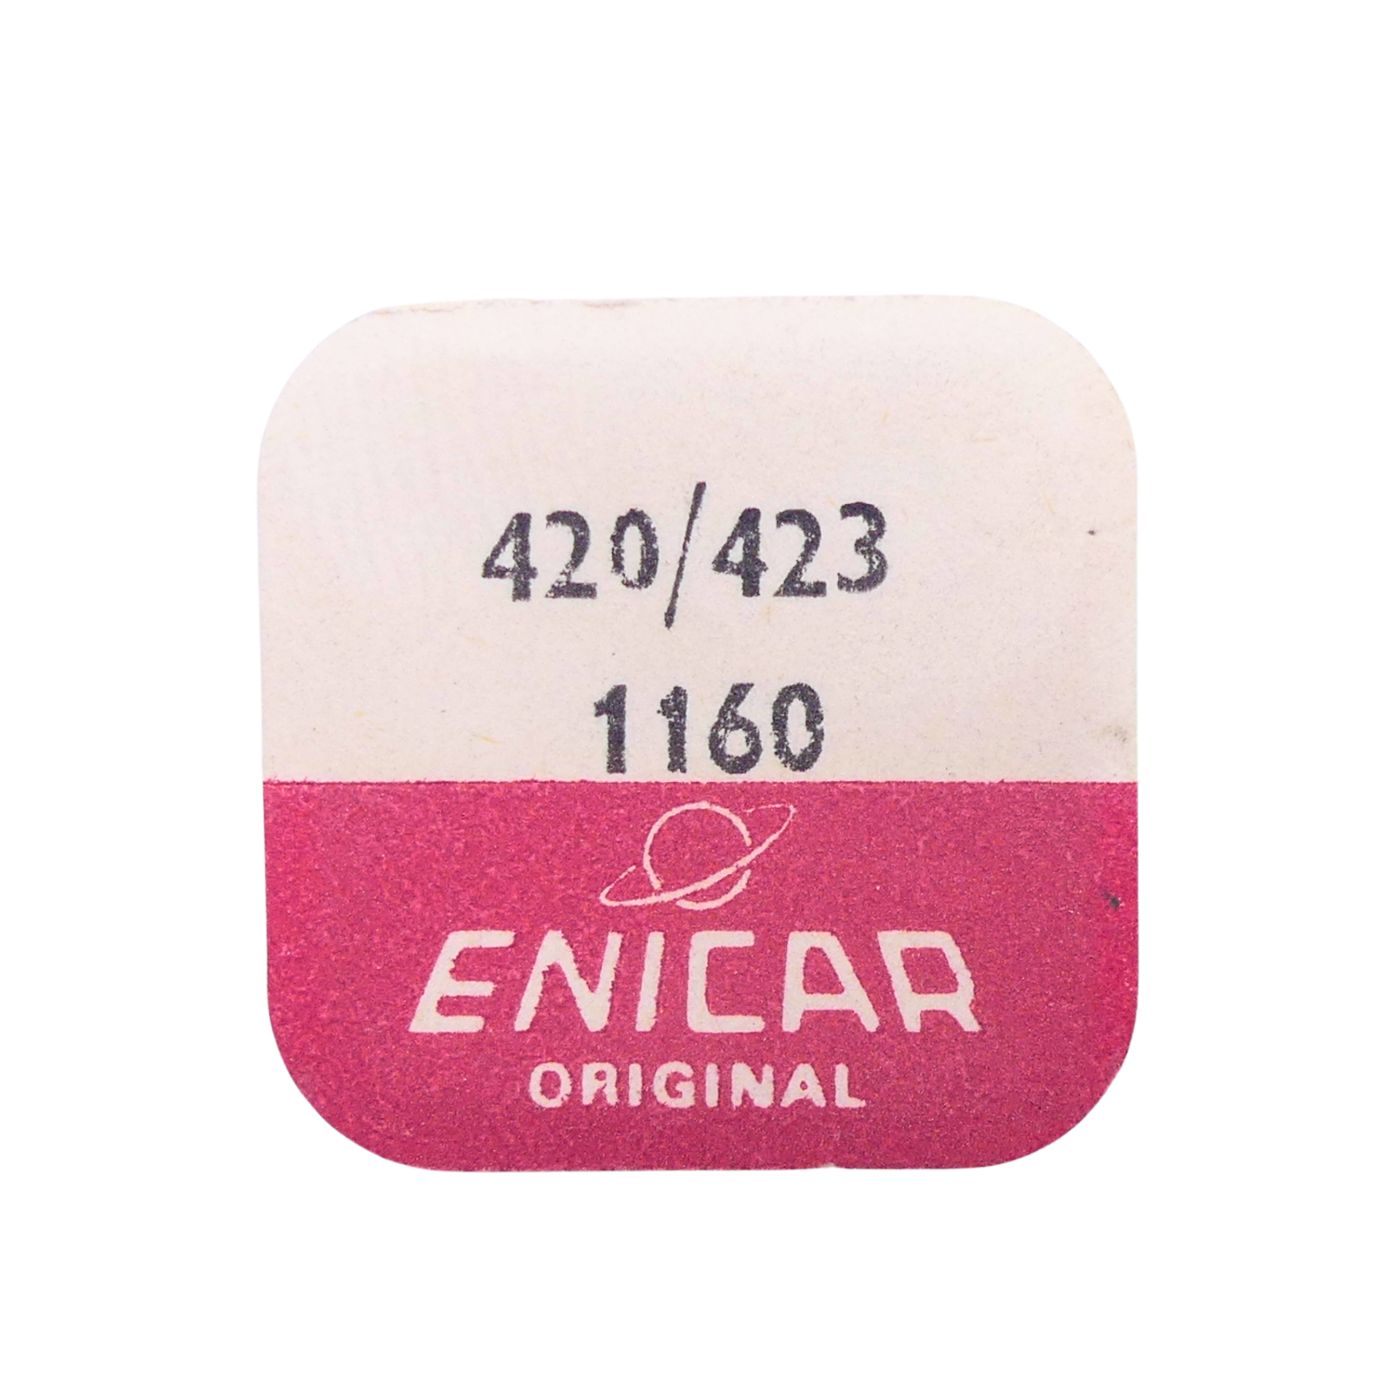 420/423
1160
ENICAR
ORIGINAL